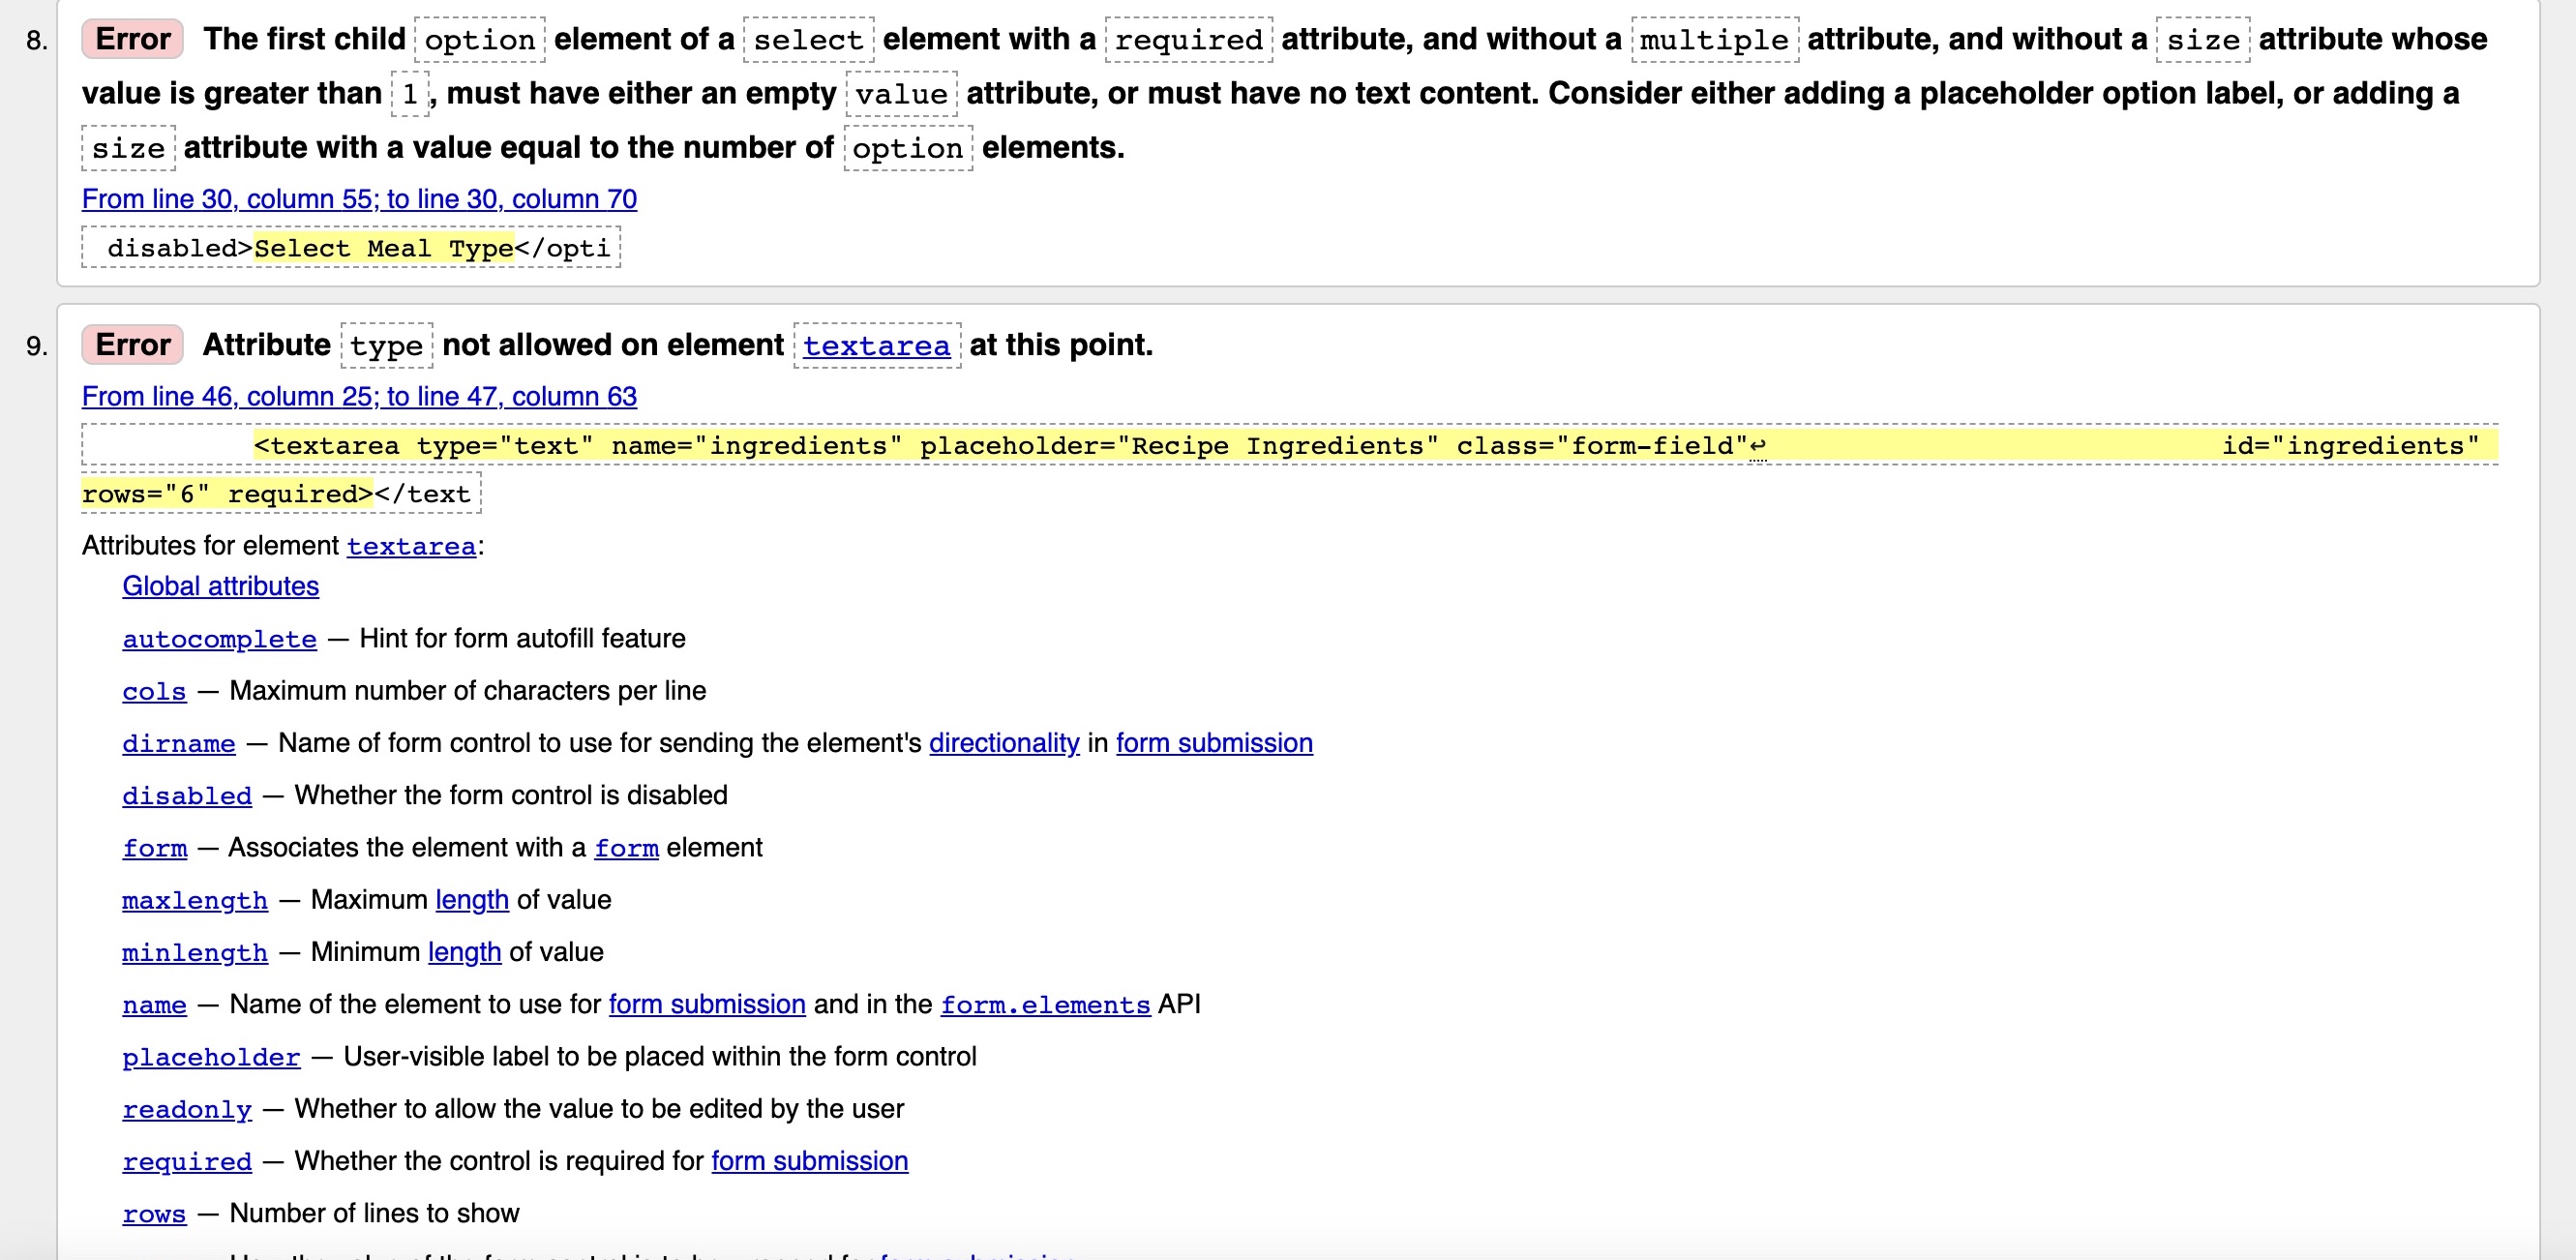 8. Error The first child option element of a select element with a required attribute, and without a multiple attribute, and without a size attribute whose
value is greater than 1, must have either an empty value attribute, or must have no text content. Consider either adding a placeholder option label, or adding a
size attribute with a value equal to the number of option elements.
From line 30, column 55; to line 30, column 70
disabled>Select Meal Type</opti
9. Error Attribute type not allowed on element textarea at this point.
From line 46, column 25; to line 47, column 63
<textarea type="text" name="ingredients" placeholder="Recipe Ingredients" class="form-field"↩ id="ingredients"
rows="6" required></text
Attributes for element textarea:
Global attributes
autocomplete — Hint for form autofill feature
cols — Maximum number of characters per line
dirname — Name of form control to use for sending the element's directionality in form submission
disabled — Whether the form control is disabled
form — Associates the element with a form element
maxlength — Maximum length of value
minlength — Minimum length of value
name — Name of the element to use for form submission and in the form.elements API
placeholder — User-visible label to be placed within the form control
readonly — Whether to allow the value to be edited by the user
required — Whether the control is required for form submission
rows — Number of lines to show